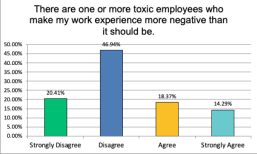 There are one or more toxic employees who
make my work experience more negative than
it should be.
50.00%
45.00%
40.00%
35.00%
30.00%
25.00%
20.00%
15.00%
10.00%
5.00%
0.00%
20.41%
46.94%
18.37%
14.29%
Strongly Disagree
Disagree
Agree
Strongly Agree